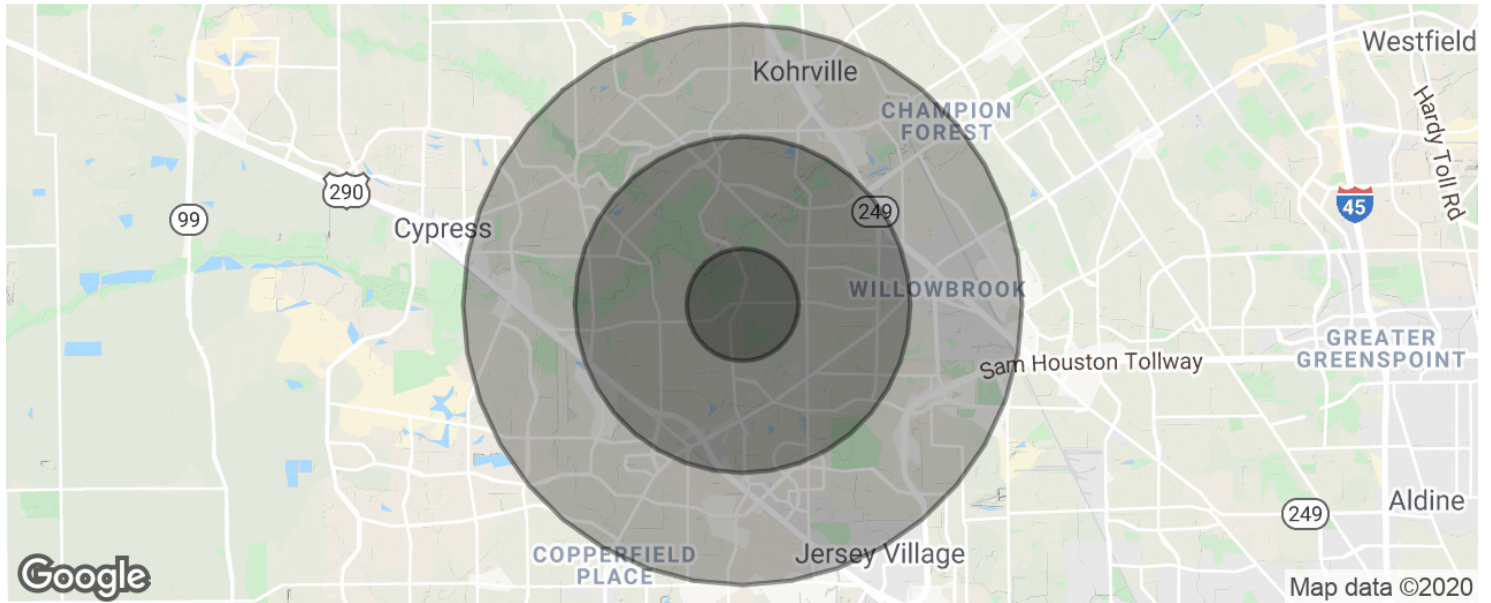 Westfield
Kohrville
Hardy Toll Rd
CHAMPION
FOREST
290
45
99
249
Cypress
WILLOWBROOK
GREATER
GREENSPOINT
Sam Houston Tollway
Aldine
249
COPPERFIELD
PLACE
Jersey Village
Google
Map data ©2020